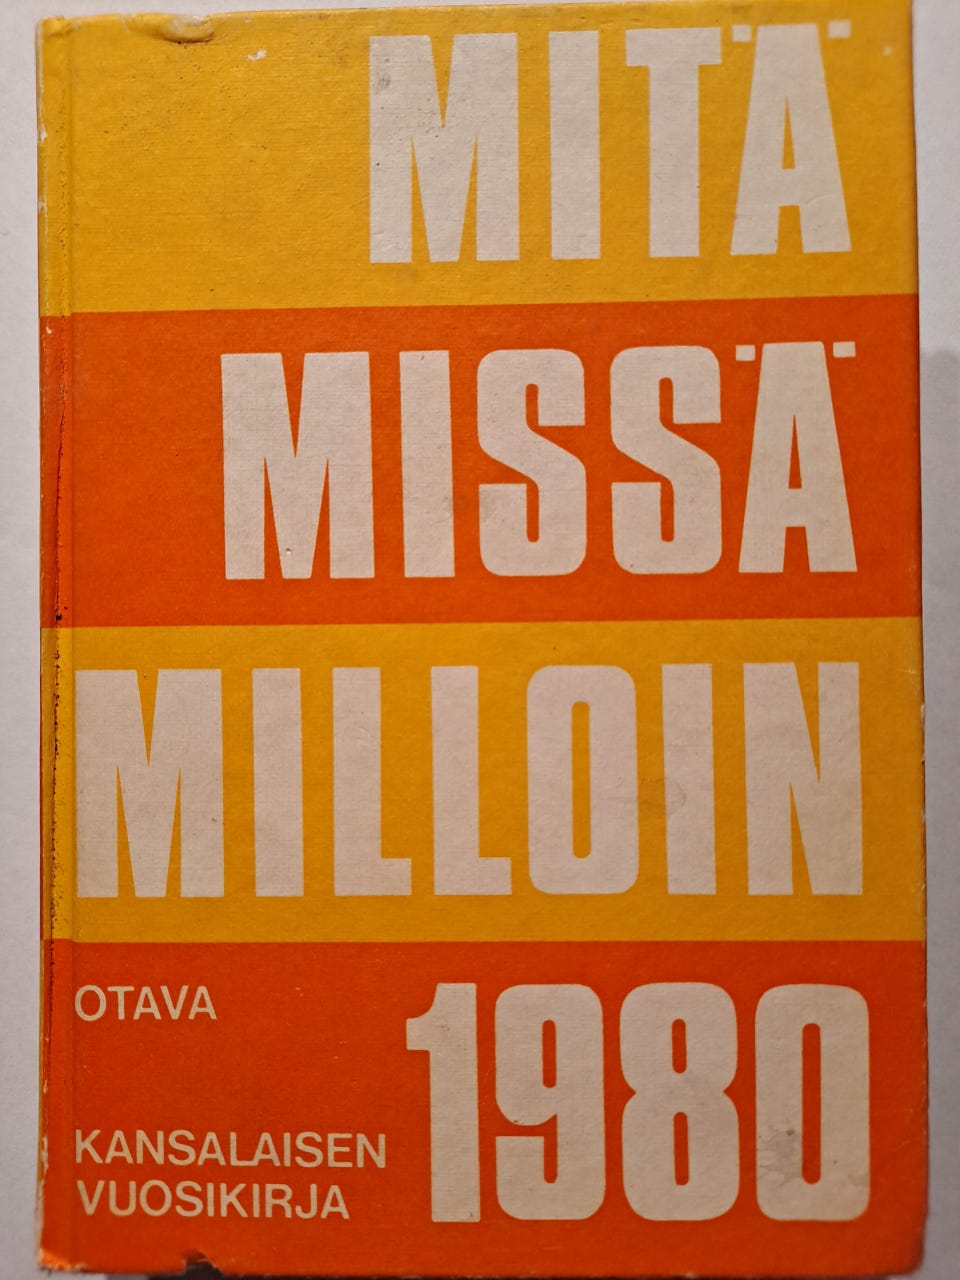 MITÄ
MISSÄ
MILLOIN
OTAVA
1980
KANSALAISEN
VUOSIKIRJA